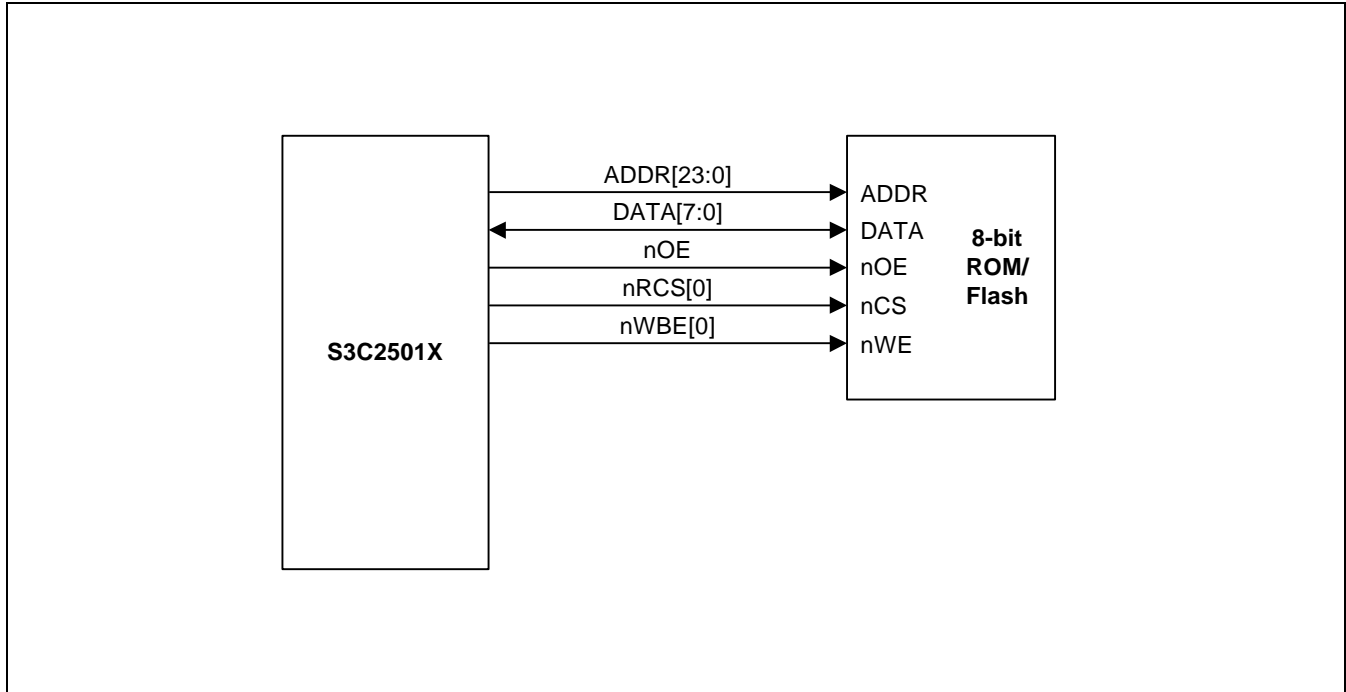 S3C2501X
ADDR[23:0]
DATA[7:0]
nOE
nRCS[0]
nWBE[0]
ADDR
DATA
nOE
nCS
nWE
8-bit
ROM/
Flash